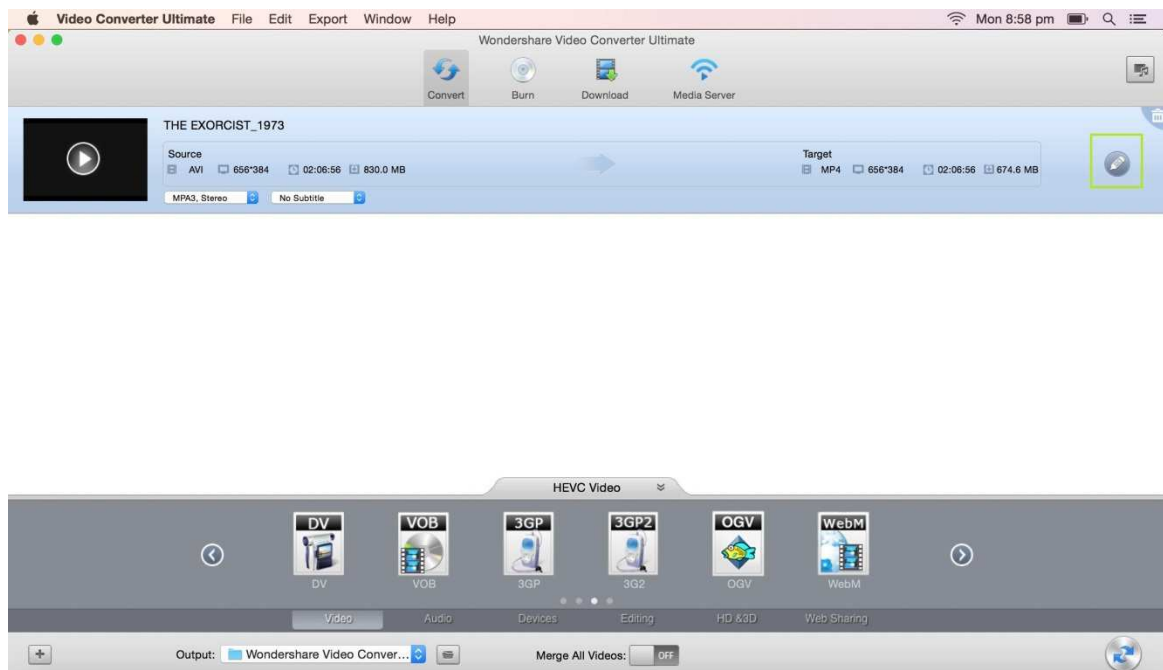 Video Converter Ultimate File Edit Export Window Help Mon 8:58 pm
Wondershare Video Converter Ultimate
Convert Burn Download Media Server
THE EXORCIST_1973
Source Target
AVI 656*384 02:06:56 830.0 MB MP4 656*384 02:06:56 674.6 MB
MPA3, Stereo No Subtitle
HEVC Video
DV VOB 3GP 3GP2 OGV WebM
DV VOB 3GP 3G2 OGV WebM
Video Audio Devices Editing HD &3D Web Sharing
Output: Wondershare Video Conver... Merge All Videos: OFF